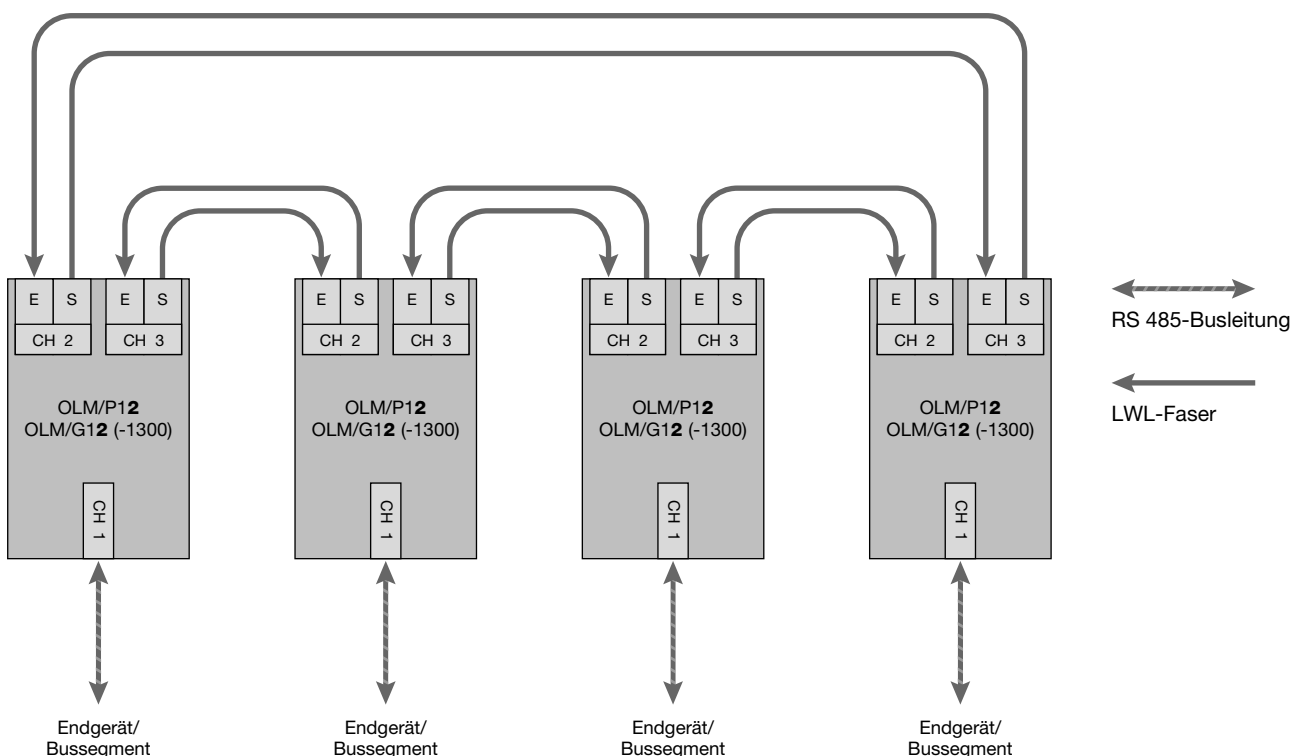 E S E S
CH 2 CH 3
OLM/P12
OLM/G12 (-1300)
CH 1
Endgerät/
Bussegment
E S E S
CH 2 CH 3
OLM/P12
OLM/G12 (-1300)
CH 1
Endgerät/
Bussegment
E S E S
CH 2 CH 3
OLM/P12
OLM/G12 (-1300)
CH 1
Endgerät/
Bussegment
E S E S
CH 2 CH 3
OLM/P12
OLM/G12 (-1300)
CH 1
Endgerät/
Bussegment
RS 485-Busleitung
LWL-Faser